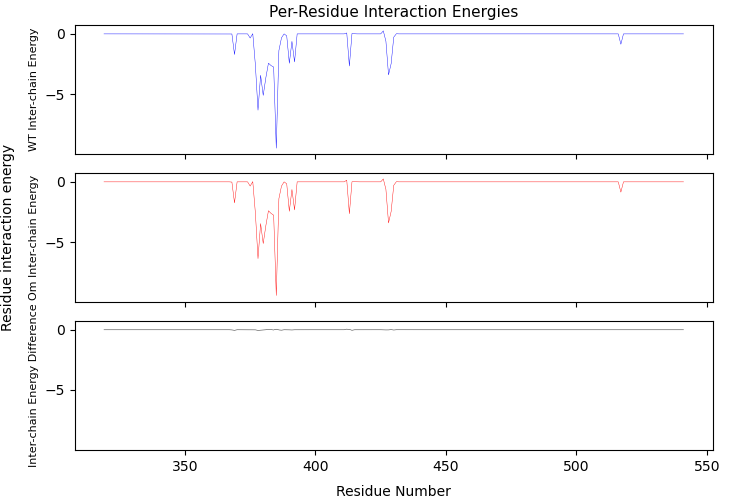 Per-Residue Interaction Energies
Residue interaction energy
WT Inter-chain Energy
0
−5
Om Inter-chain Energy
0
−5
Inter-chain Energy Difference
0
−5
350
400
450
500
550
Residue Number